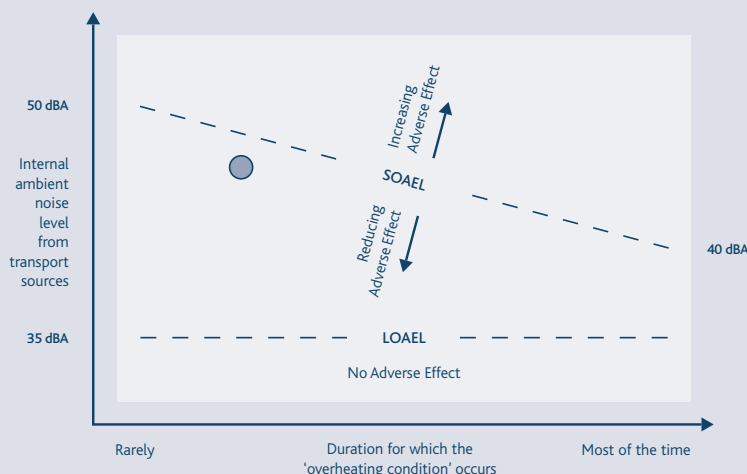 50 dBA
Internal
ambient
noise
level
from
transport
sources
35 dBA
Increasing
Adverse Effect
SOAEL
Reducing
Adverse Effect
40 dBA
LOAEL
No Adverse Effect
Rarely
Duration for which the
‘overheating condition’ occurs
Most of the time